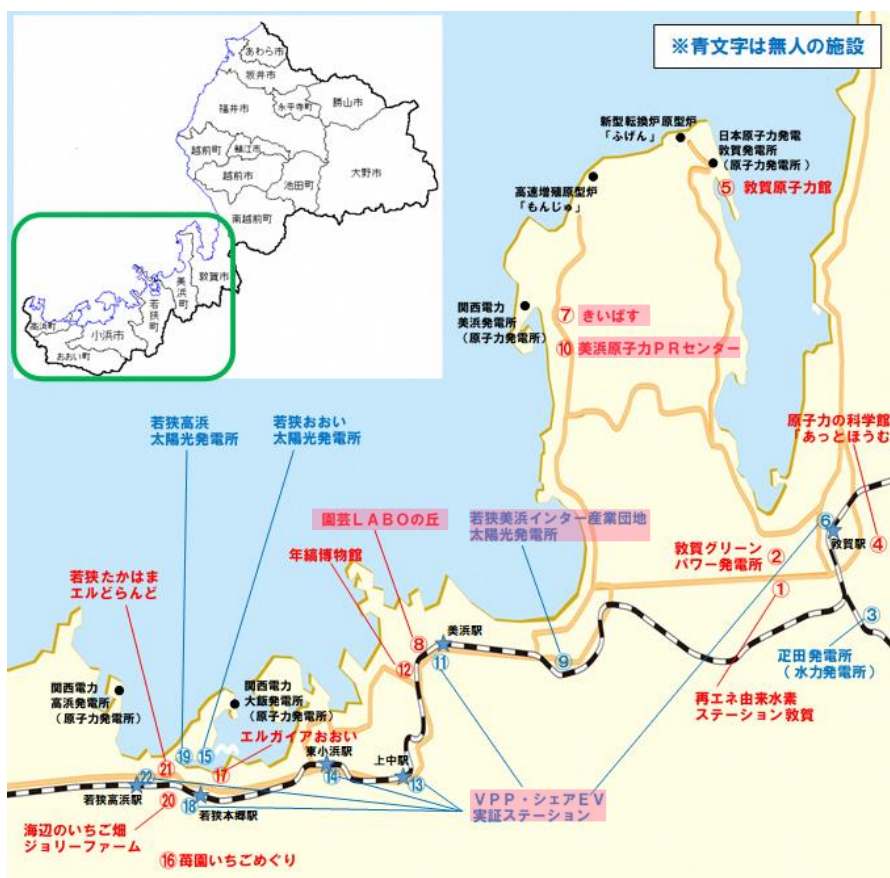 ※青文字は無人の施設
あわら市
坂井市
福井市
永平寺町
勝山市
越前町
鯖江市
越前市
池田町
大野市
南越前町
敦賀市
美浜町
若狭町
小浜市
高浜町
おおい町
新型転換炉原型炉
「ふげん」
日本原子力発電
敦賀発電所
(原子力発電所)
⑤ 敦賀原子力館
高速増殖原型炉
「もんじゅ」
関西電力
美浜発電所
(原子力発電所)
⑦ きいぱす
⑩ 美浜原子力PRセンター
原子力の科学館
「あっとほうむ
若狭高浜
太陽光発電所
若狭おおい
太陽光発電所
園芸LABOの丘
若狭美浜インター産業団地
太陽光発電所
年縞博物館
⑥
敦賀駅
④
敦賀グリーン
パワー発電所
②
①
③
疋田発電所
(水力発電所)
再エネ由来水素
ステーション敦賀
若狭たかはま
エルどらんど
⑧
美浜駅
⑪
⑫
⑨
関西電力
高浜発電所
(原子力発電所)
関西電力
大飯発電所
(原子力発電所)
エルガイアおおい
㉑
⑲
⑮
⑰
東小浜駅
⑭
上中駅
⑬
㉒
若狭高浜駅
⑳
⑱
若狭本郷駅
VPP・シェアEV
実証ステーション
海辺のいちご畑
ジョリーファーム
⑯苺園いちごめぐり